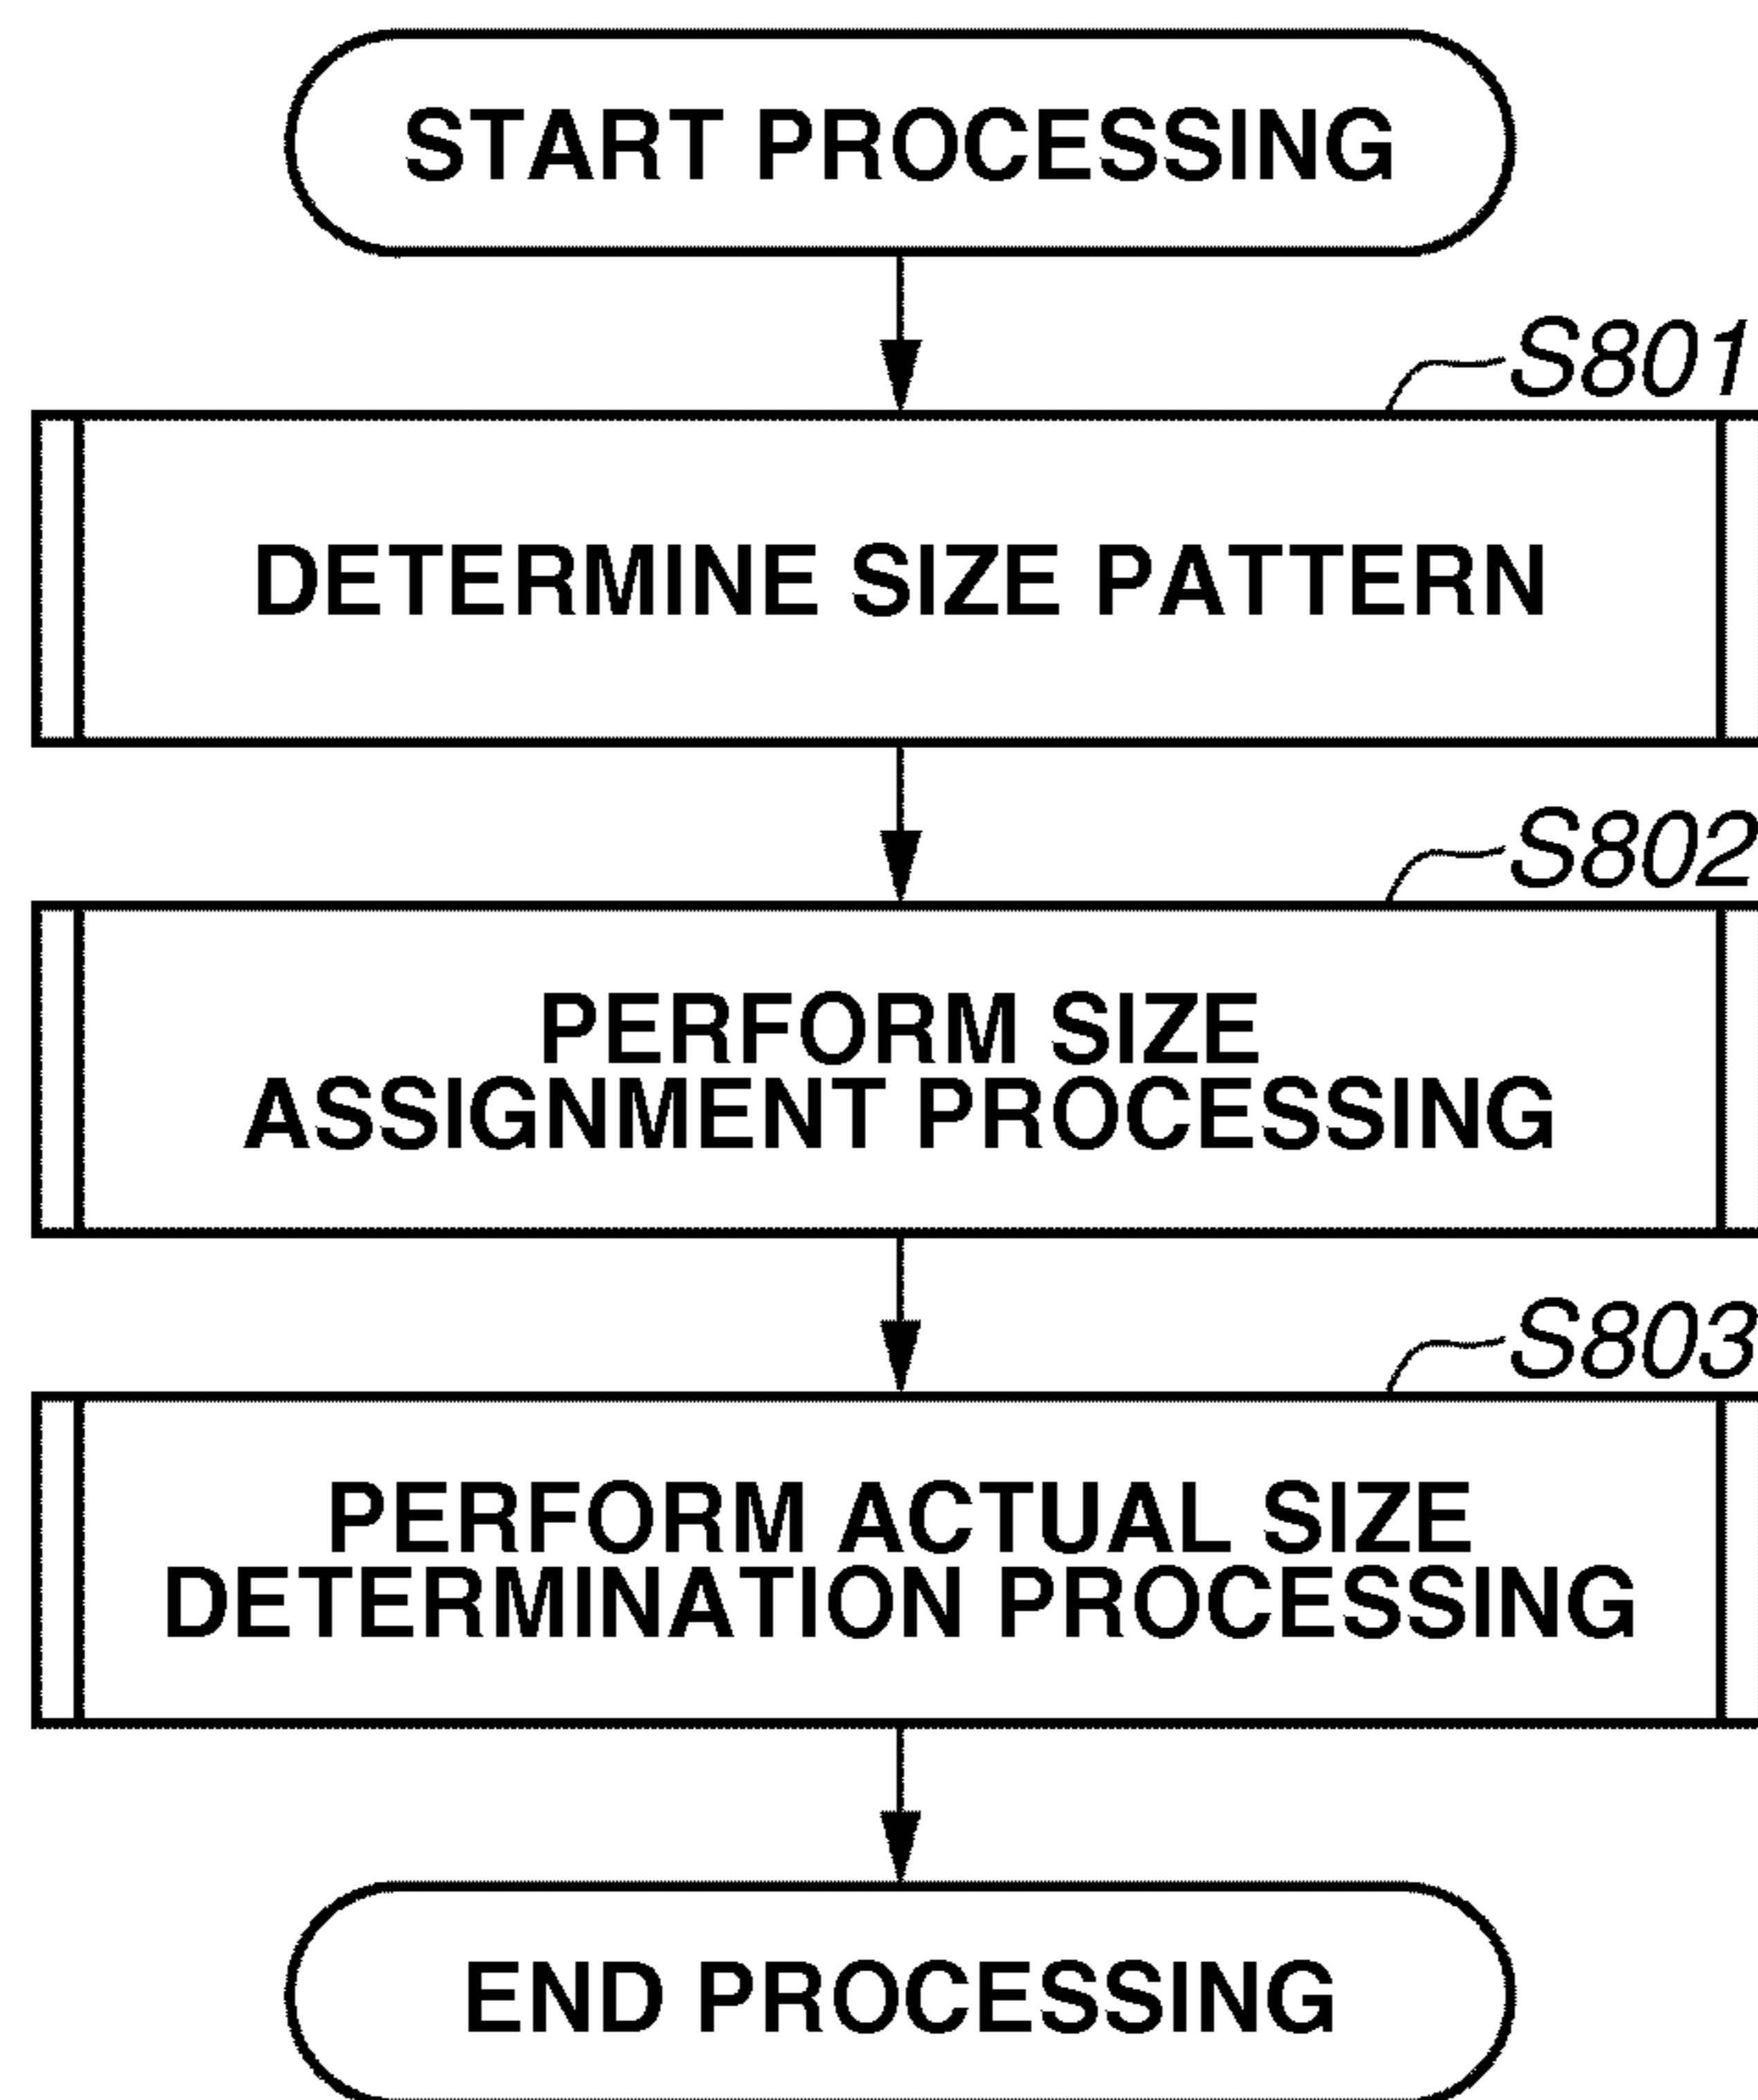 START PROCESSING
S801
DETERMINE SIZE PATTERN
S802
PERFORM SIZE
ASSIGNMENT PROCESSING
S803
PERFORM ACTUAL SIZE
DETERMINATION PROCESSING
END PROCESSING